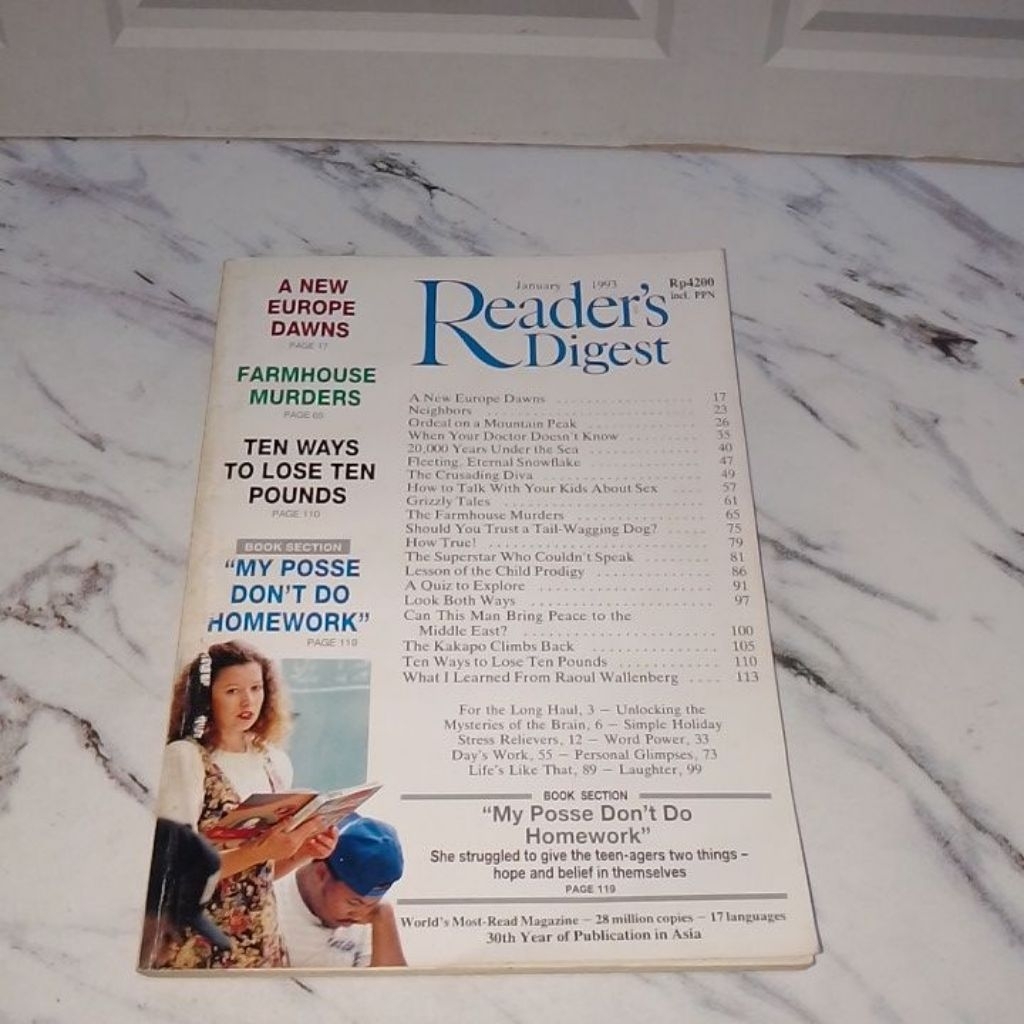 A NEW
EUROPE
DAWNS
PAGE 17
FARMHOUSE
MURDERS
PAGE 65
TEN WAYS
TO LOSE TEN
POUNDS
PAGE 110
BOOK SECTION
“MY POSSE
DON'T DO
HOMEWORK”
PAGE 119
January 1993
Rp4200
incl. PPN
Reader's
Digest
A New Europe Dawns .................... 17
Neighbors .................... 23
Ordeal on a Mountain Peak .................... 26
When Your Doctor Doesn't Know .................... 35
20,000 Years Under the Sea .................... 40
Fleeting, Eternal Snowflake .................... 47
The Crusading Diva .................... 49
How to Talk With Your Kids About Sex .... 57
Grizzly Tales .................... 61
The Farmhouse Murders .................... 65
Should You Trust a Tail-Wagging Dog? ........ 75
How True! .................... 79
The Superstar Who Couldn't Speak .......... 81
Lesson of the Child Prodigy .................... 86
A Quiz to Explore .................... 91
Look Both Ways .................... 97
Can This Man Bring Peace to the
Middle East? .................... 100
The Kakapo Climbs Back .................... 105
Ten Ways to Lose Ten Pounds ............. 110
What I Learned From Raoul Wallenberg .... 113
For the Long Haul, 3 – Unlocking the
Mysteries of the Brain, 6 – Simple Holiday
Stress Relievers, 12 – Word Power, 33
Day's Work, 55 – Personal Glimpses, 73
Life's Like That, 89 – Laughter, 99
BOOK SECTION
“My Posse Don't Do
Homework”
She struggled to give the teen-agers two things –
hope and belief in themselves
PAGE 119
World's Most-Read Magazine – 28 million copies – 17 languages
30th Year of Publication in Asia